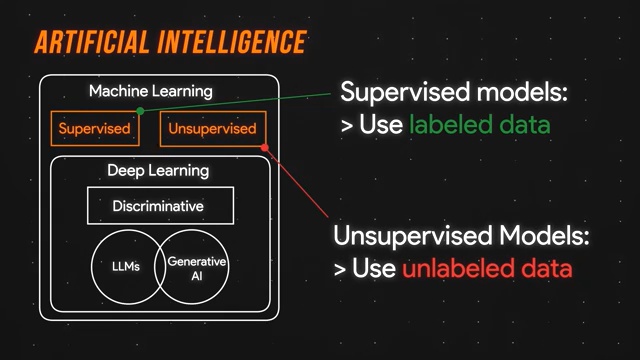 ARTIFICIAL INTELLIGENCE
Machine Learning
Supervised
Unsupervised
Deep Learning
Discriminative
LLMs
Generative
AI
Supervised models:
> Use labeled data
Unsupervised Models:
> Use unlabeled data